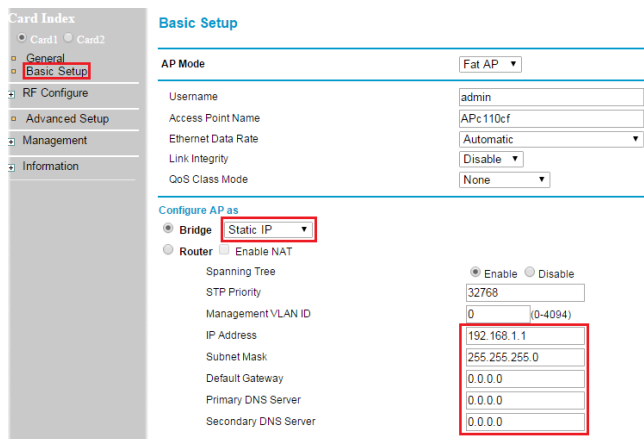 Card Index
Card1 Card2
General
Basic Setup
RF Configure
Advanced Setup
Management
Information
Basic Setup
AP Mode Fat AP
Username admin
Access Point Name APc110cf
Ethernet Data Rate Automatic
Link Integrity Disable
QoS Class Mode None
Configure AP as
Bridge Static IP
Router Enable NAT
Spanning Tree Enable Disable
STP Priority 32768
Management VLAN ID 0 (0-4094)
IP Address 192.168.1.1
Subnet Mask 255.255.255.0
Default Gateway 0.0.0.0
Primary DNS Server 0.0.0.0
Secondary DNS Server 0.0.0.0